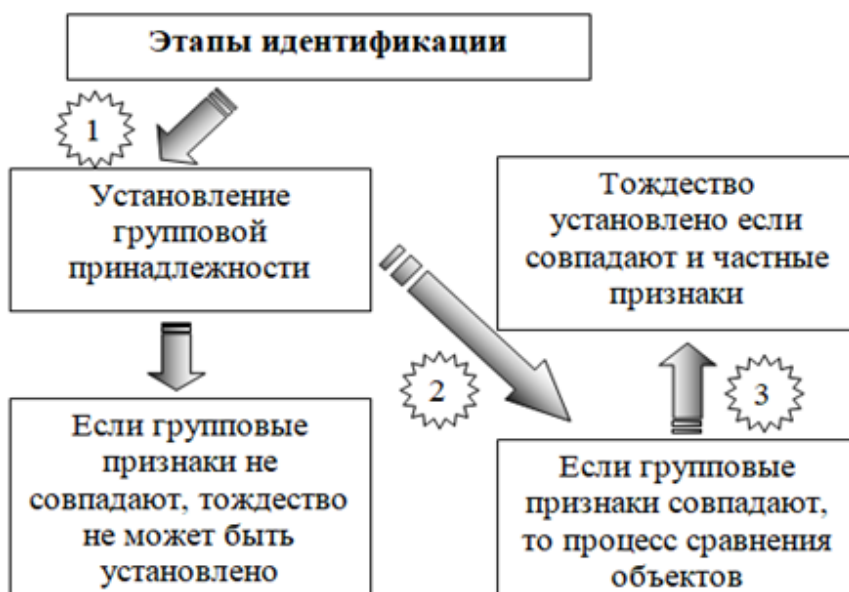 Этапы идентификации
1
Установление
групповой
принадлежности
Если групповые
признаки не
совпадают, тождество
не может быть
установлено
2
Если групповые
признаки совпадают,
то процесс сравнения
объектов
3
Тождество
установлено если
совпадают и частные
признаки